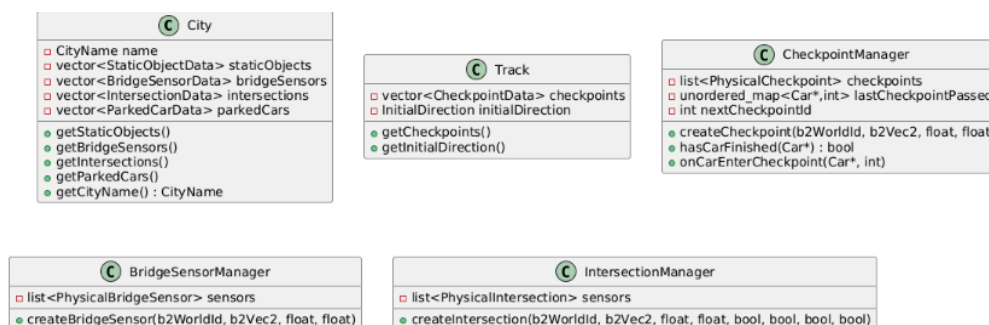 C City
CityName name
vector<StaticObjectData> staticObjects
vector<BridgeSensorData> bridgeSensors
vector<IntersectionData> intersections
vector<ParkedCarData> parkedCars
getStaticObjects()
getBridgeSensors()
getIntersections()
getParkedCars()
getCityName() : CityName
C Track
vector<CheckpointData> checkpoints
InitialDirection initialDirection
getCheckpoints()
getInitialDirection()
C CheckpointManager
list<PhysicalCheckpoint> checkpoints
unordered_map<Car*,int> lastCheckpointPassed
int nextCheckpointId
createCheckpoint(b2WorldId, b2Vec2, float, float
hasCarFinished(Car*) : bool
onCarEnterCheckpoint(Car*, int)
C BridgeSensorManager
list<PhysicalBridgeSensor> sensors
createBridgeSensor(b2WorldId, b2Vec2, float, float)
C IntersectionManager
list<PhysicalIntersection> sensors
createIntersection(b2WorldId, b2Vec2, float, float, bool, bool, bool, bool)